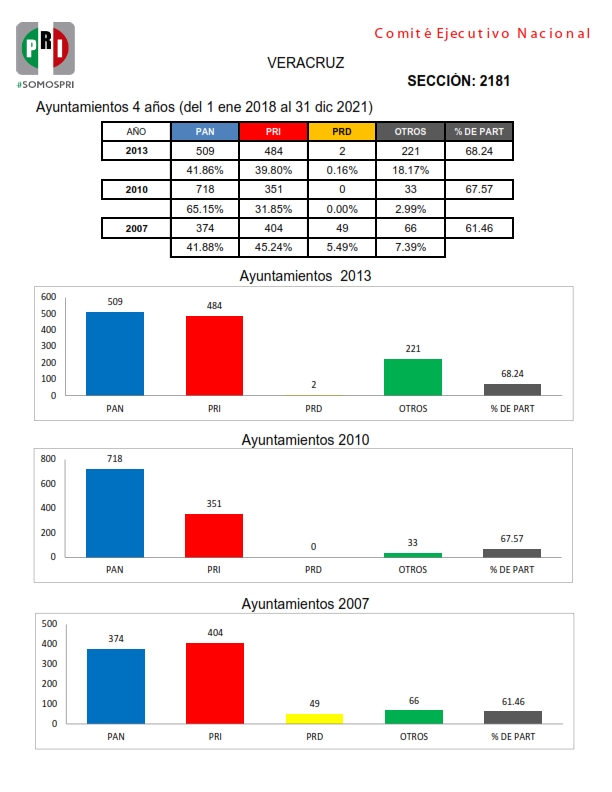 Comité Ejecutivo Nacional
PRI
#SOMOSPRI
VERACRUZ
SECCIÓN: 2181
Ayuntamientos 4 años (del 1 ene 2018 al 31 dic 2021)
AÑO PAN PRI PRD OTROS % DE PART
2013 509 484 2 221 68.24
41.86% 39.80% 0.16% 18.17%
2010 718 351 0 33 67.57
65.15% 31.85% 0.00% 2.99%
2007 374 404 49 66 61.46
41.88% 45.24% 5.49% 7.39%
Ayuntamientos 2013
600
500
400
300
200
100
0
509 484 2 221 68.24
PAN PRI PRD OTROS % DE PART
Ayuntamientos 2010
800
600
400
200
0
718 351 0 33 67.57
PAN PRI PRD OTROS % DE PART
Ayuntamientos 2007
500
400
300
200
100
0
374 404 49 66 61.46
PAN PRI PRD OTROS % DE PART